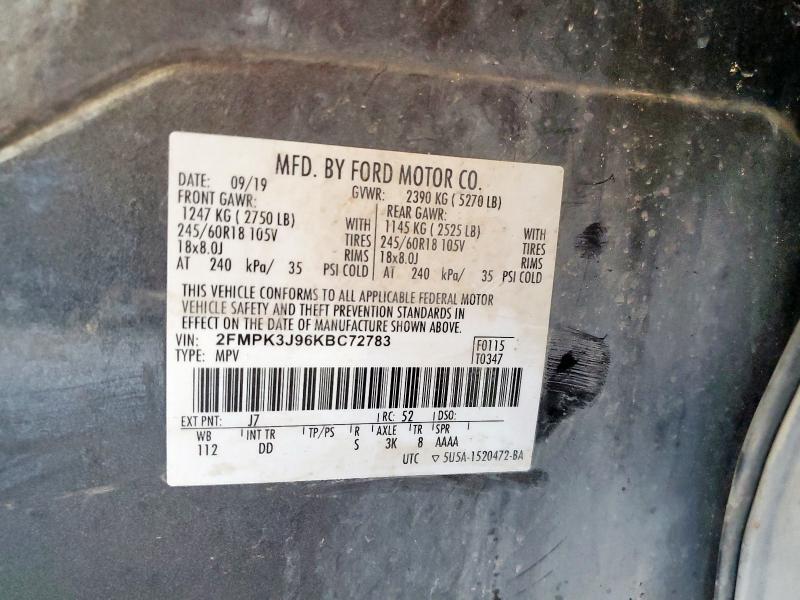 MFD. BY FORD MOTOR CO.
DATE: 09/19 GVWR: 2390 KG ( 5270 LB)
FRONT GAWR: REAR GAWR:
1247 KG ( 2750 LB) WITH 1145 KG ( 2525 LB) WITH
245/60R18 105V TIRES 245/60R18 105V TIRES
18x8.0J RIMS 18x8.0J RIMS
AT 240 kPa/ 35 PSI COLD AT 240 kPa/ 35 PSI COLD
THIS VEHICLE CONFORMS TO ALL APPLICABLE FEDERAL MOTOR
VEHICLE SAFETY AND THEFT PREVENTION STANDARDS IN
EFFECT ON THE DATE OF MANUFACTURE SHOWN ABOVE.
VIN: 2FMPK3J96KBC72783 F0115
TYPE: MPV T0347
EXT PNT: J7 RC: 52 DSO:
WB INT TR TP/PS R AXLE TR SPR
112 DD S 3K 8 AAAA
UTC ▽ 5U5A-1520472-BA